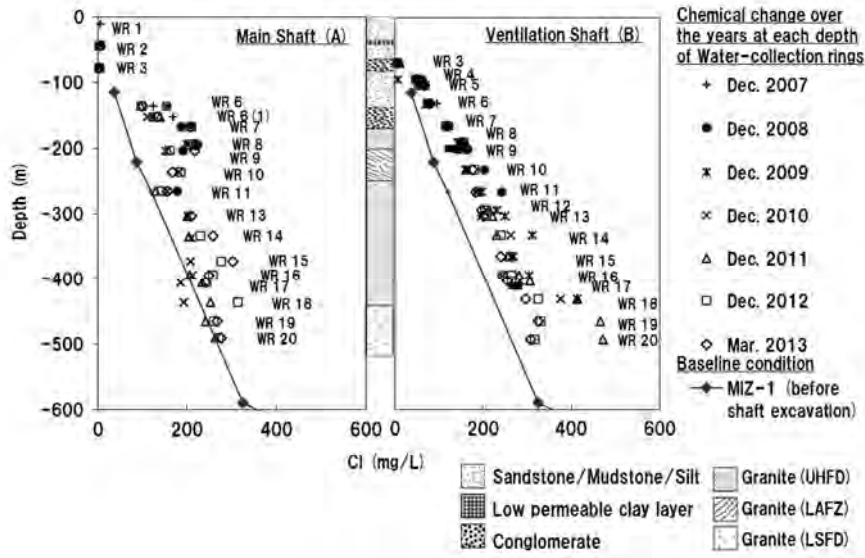 Main Shaft (A)
Ventilation Shaft (B)
0
-100
-200
-300
-400
-500
-600
Depth (m)
WR 1
WR 2
WR 3
WR 6
WR 6 (1)
WR 7
WR 8
WR 9
WR 10
WR 11
WR 13
WR 14
WR 15
WR 16
WR 17
WR 18
WR 19
WR 20
WR 3
WR 4
WR 5
WR 6
WR 7
WR 8
WR 9
WR 10
WR 11
WR 12
WR 13
WR 14
WR 15
WR 16
WR 17
WR 18
WR 19
WR 20
0 200 400 600
0 200 400 600
Cl (mg/L)
Chemical change over
the years at each depth
of Water-collection rings
Dec. 2007
Dec. 2008
Dec. 2009
Dec. 2010
Dec. 2011
Dec. 2012
Mar. 2013
Baseline condition
MIZ-1 (before
shaft excavation)
Sandstone/Mudstone/Silt
Low permeable clay layer
Conglomerate
Granite (UHFD)
Granite (LAFZ)
Granite (LSFD)